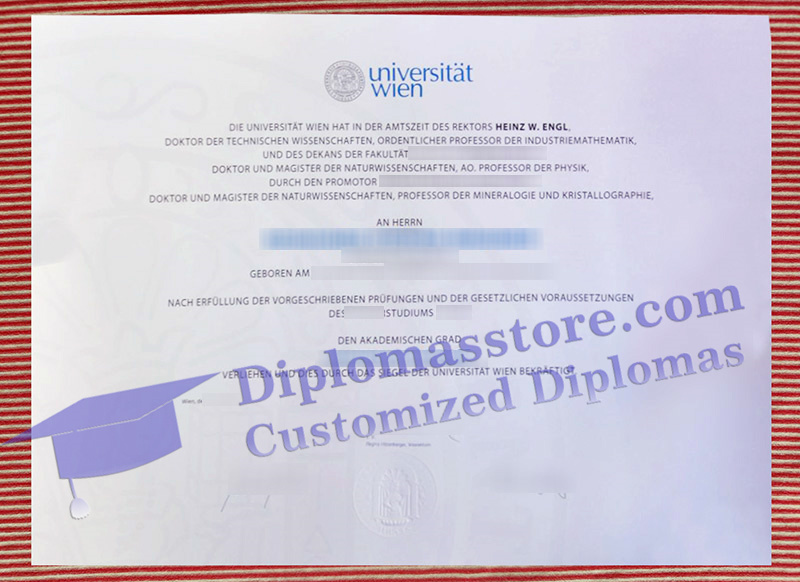 universität
wien
DIE UNIVERSITÄT WIEN HAT IN DER AMTSZEIT DES REKTORS HEINZ W. ENGL,
DOKTOR DER TECHNISCHEN WISSENSCHAFTEN, ORDENTLICHER PROFESSOR DER INDUSTRIEMATHEMATIK,
UND DES DEKANS DER FAKULTÄT
DOKTOR UND MAGISTER DER NATURWISSENSCHAFTEN, AO. PROFESSOR DER PHYSIK,
DURCH DEN PROMOTOR
DOKTOR UND MAGISTER DER NATURWISSENSCHAFTEN, PROFESSOR DER MINERALOGIE UND KRISTALLOGRAPHIE,
AN HERRN
GEBOREN AM
NACH ERFÜLLUNG DER VORGESCHRIEBENEN PRÜFUNGEN UND DER GESETZLICHEN VORAUSSETZUNGEN
DES STUDIUMS
DEN AKADEMISCHEN GRAD
VERLIEHEN UND DIES DURCH DAS SIEGEL DER UNIVERSITÄT WIEN BEKRÄFTIGT
Diplomasstore.com
Customized Diplomas
Wien,